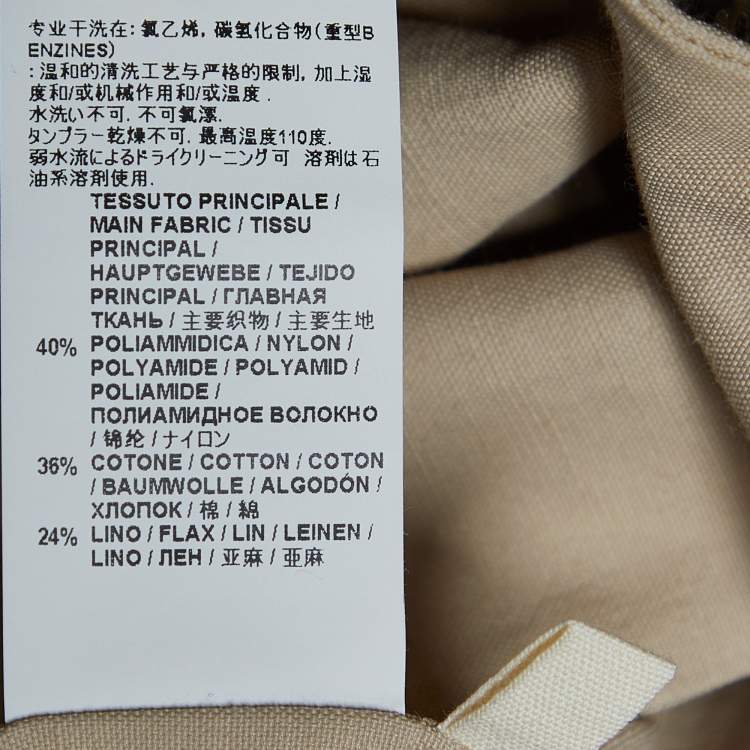 专业干洗在: 氯乙烯, 碳氢化合物(重型B
ENZINES)
: 温和的清洗工艺与严格的限制, 加上湿
度和/或机械作用和/或温度 .
水洗い不可. 不可氯漂.
タンブラー乾燥不可. 最高温度110度.
弱水流によるドライクリーニング可 溶剤は石
油系溶剤使用.
TESSUTO PRINCIPALE /
MAIN FABRIC / TISSU
PRINCIPAL /
HAUPTGEWEBE / TEJIDO
PRINCIPAL / ГЛАВНАЯ
ТКАНЬ / 主要织物 / 主要生地
40% POLIAMMIDICA / NYLON /
POLYAMIDE / POLYAMID /
POLIAMIDE /
ПОЛИАМИДНОЕ ВОЛОКНО
/ 锦纶 / ナイロン
36% COTONE / COTTON / COTON
/ BAUMWOLLE / ALGODÓN /
ХЛОПОК / 棉 / 綿
24% LINO / FLAX / LIN / LEINEN /
LINO / ЛЕН / 亚麻 / 亜麻